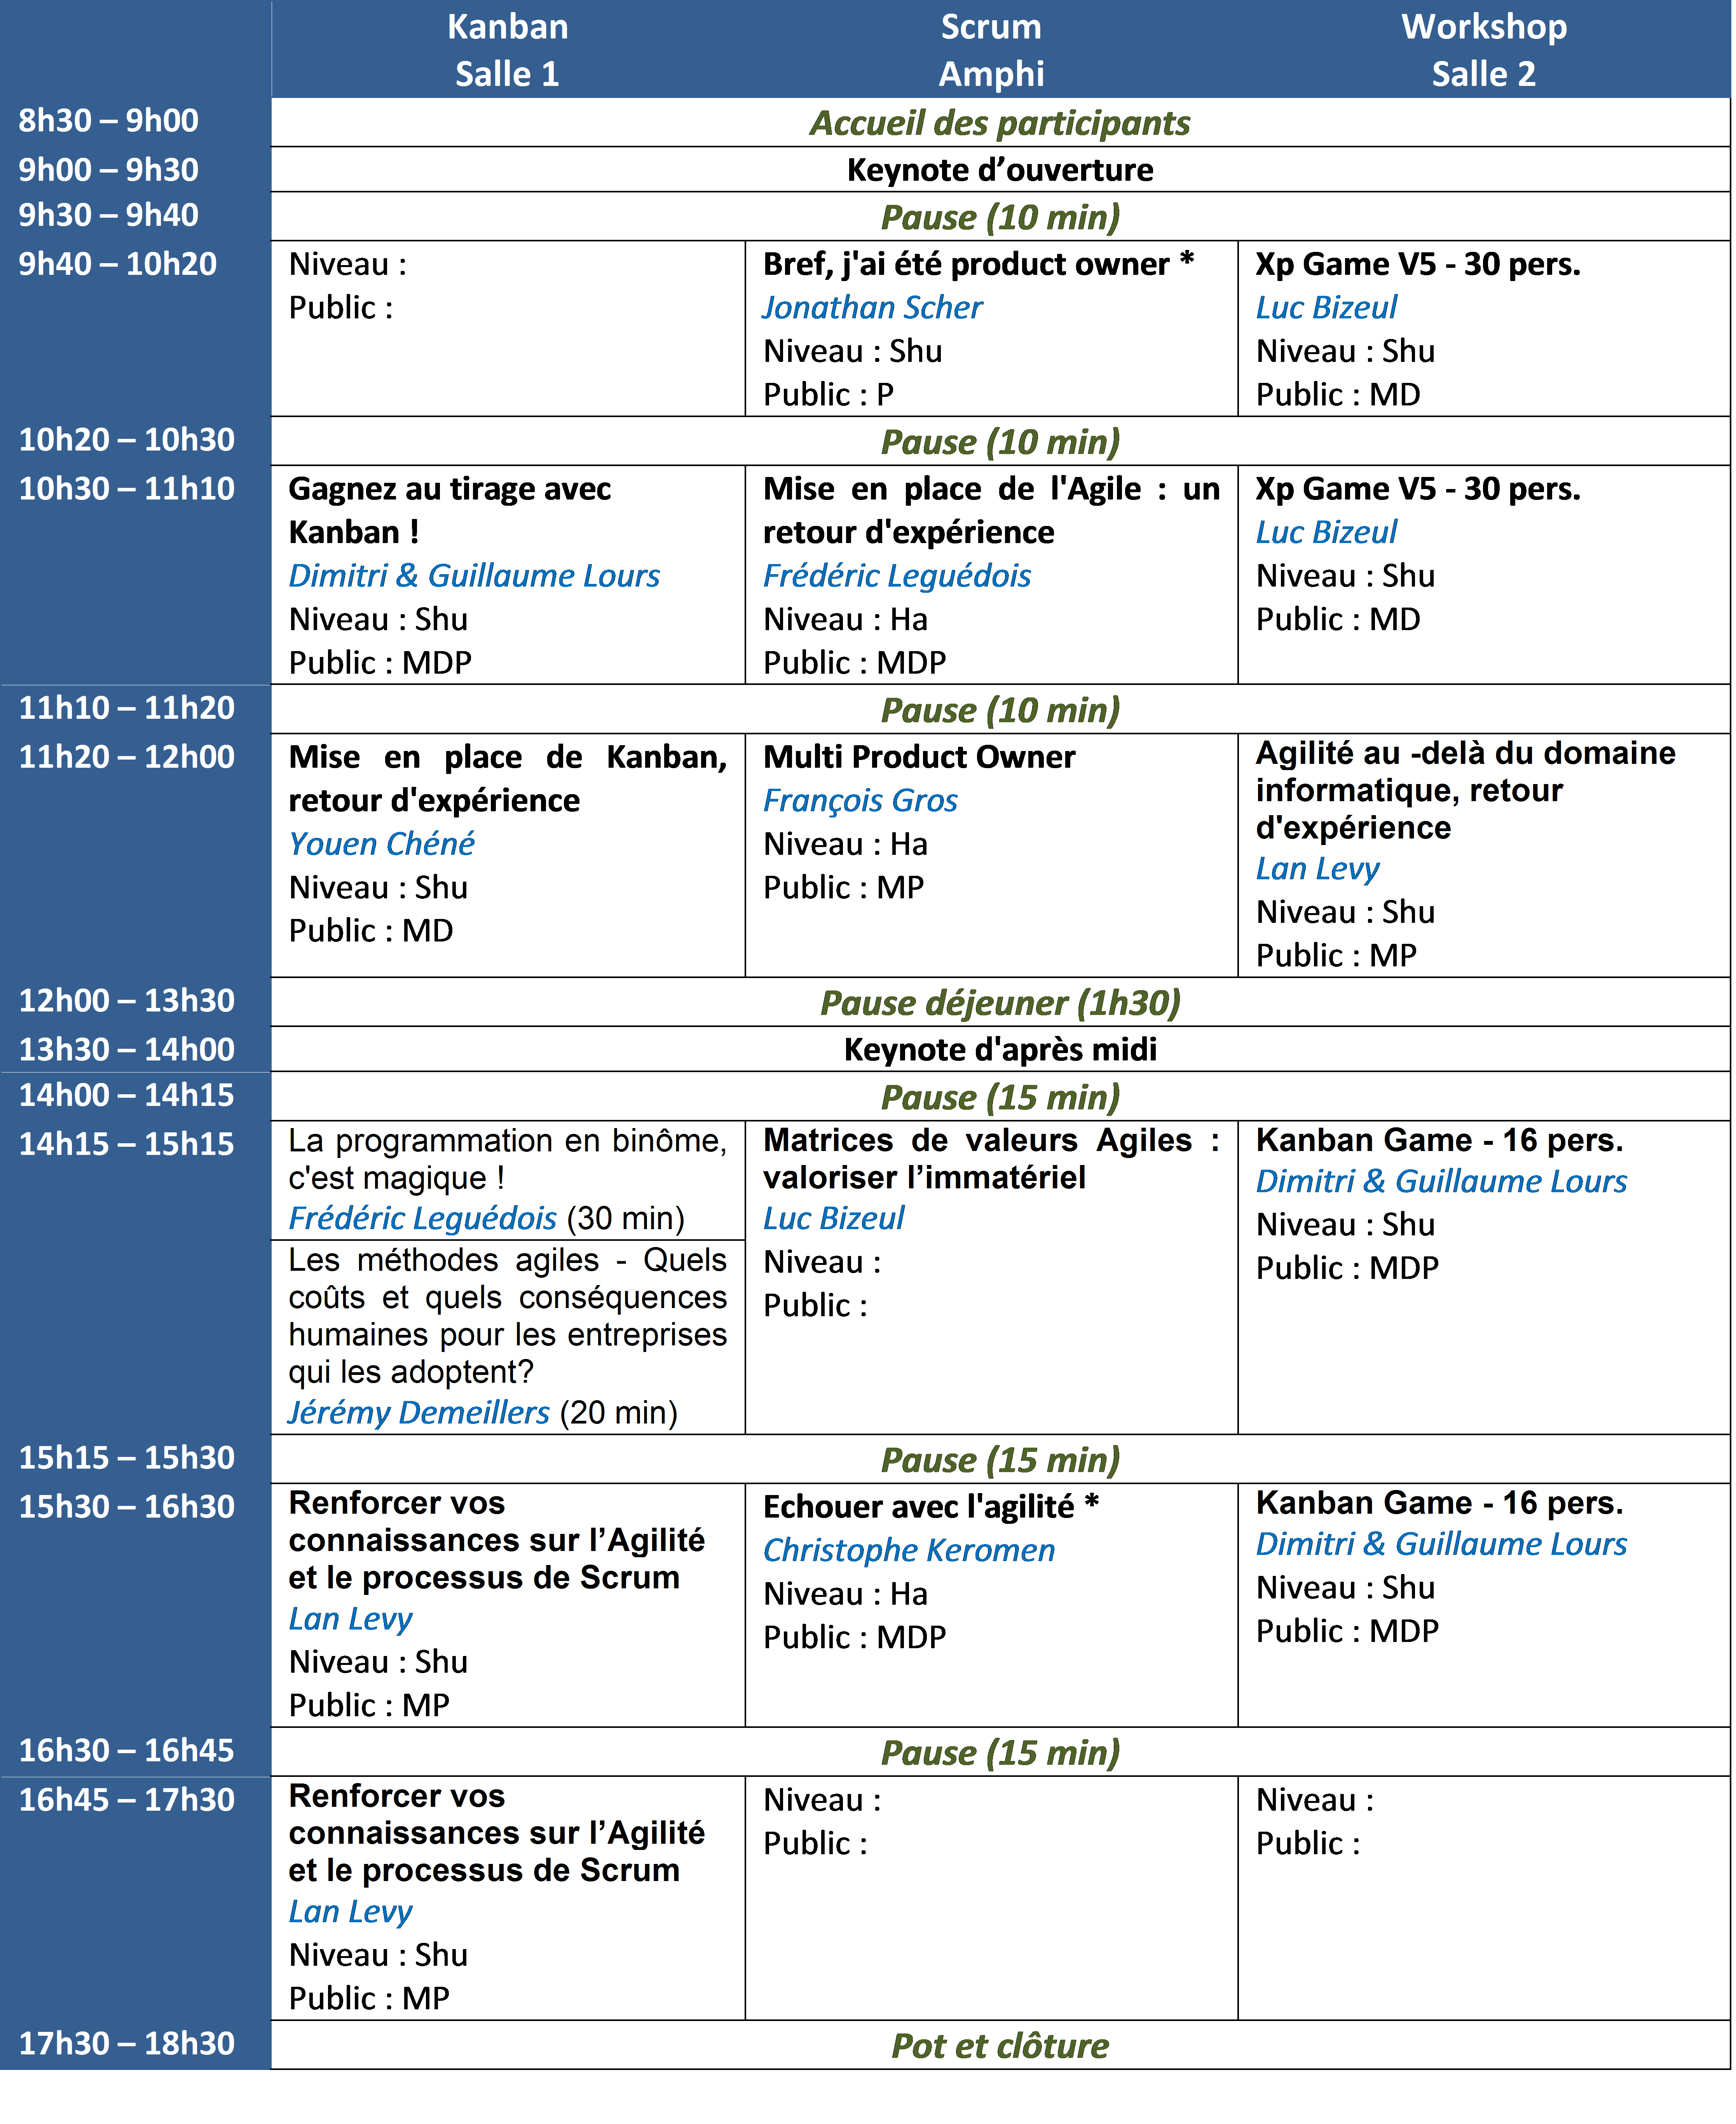 Kanban
Salle 1
Scrum
Amphi
Workshop
Salle 2
8h30 – 9h00
Accueil des participants
9h00 – 9h30
Keynote d’ouverture
9h30 – 9h40
Pause (10 min)
9h40 – 10h20
Niveau :
Public :
Bref, j'ai été product owner *
Jonathan Scher
Niveau : Shu
Public : P
Xp Game V5 - 30 pers.
Luc Bizeul
Niveau : Shu
Public : MD
10h20 – 10h30
Pause (10 min)
10h30 – 11h10
Gagnez au tirage avec
Kanban !
Dimitri & Guillaume Lours
Niveau : Shu
Public : MDP
Mise en place de l'Agile : un
retour d'expérience
Frédéric Leguédois
Niveau : Ha
Public : MDP
Xp Game V5 - 30 pers.
Luc Bizeul
Niveau : Shu
Public : MD
11h10 – 11h20
Pause (10 min)
11h20 – 12h00
Mise en place de Kanban,
retour d'expérience
Youen Chéné
Niveau : Shu
Public : MD
Multi Product Owner
François Gros
Niveau : Ha
Public : MP
Agilité au -delà du domaine
informatique, retour
d'expérience
Lan Levy
Niveau : Shu
Public : MP
12h00 – 13h30
Pause déjeuner (1h30)
13h30 – 14h00
Keynote d'après midi
14h00 – 14h15
Pause (15 min)
14h15 – 15h15
La programmation en binôme,
c'est magique !
Frédéric Leguédois (30 min)
Les méthodes agiles - Quels
coûts et quels conséquences
humaines pour les entreprises
qui les adoptent?
Jérémy Demeillers (20 min)
Matrices de valeurs Agiles :
valoriser l’immatériel
Luc Bizeul
Niveau :
Public :
Kanban Game - 16 pers.
Dimitri & Guillaume Lours
Niveau : Shu
Public : MDP
15h15 – 15h30
Pause (15 min)
15h30 – 16h30
Renforcer vos
connaissances sur l’Agilité
et le processus de Scrum
Lan Levy
Niveau : Shu
Public : MP
Echouer avec l'agilité *
Christophe Keromen
Niveau : Ha
Public : MDP
Kanban Game - 16 pers.
Dimitri & Guillaume Lours
Niveau : Shu
Public : MDP
16h30 – 16h45
Pause (15 min)
16h45 – 17h30
Renforcer vos
connaissances sur l’Agilité
et le processus de Scrum
Lan Levy
Niveau : Shu
Public : MP
Niveau :
Public :
Niveau :
Public :
17h30 – 18h30
Pot et clôture